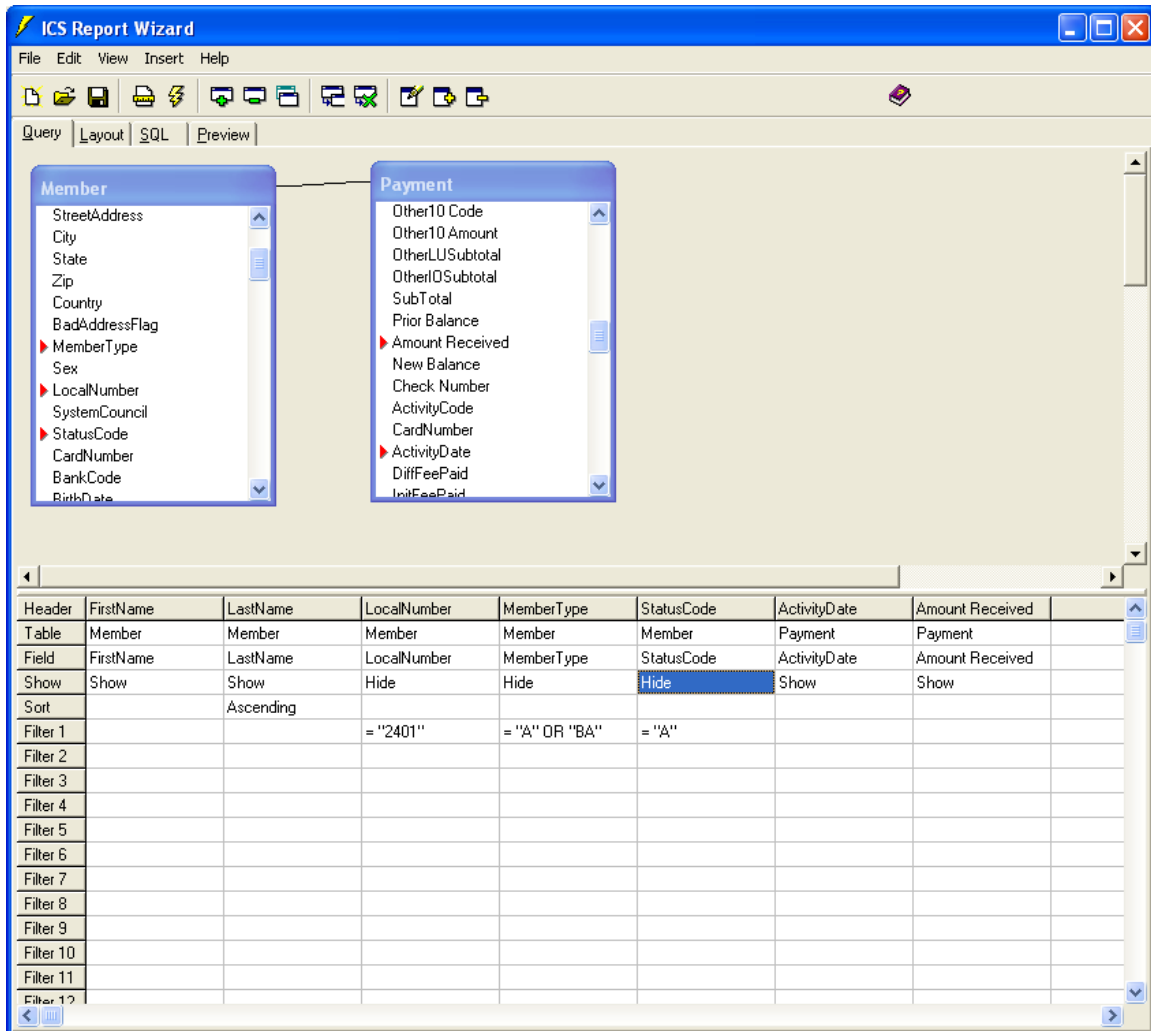 ICS Report Wizard
File Edit View Insert Help
Query Layout SQL Preview
Member
StreetAddress
City
State
Zip
Country
BadAddressFlag
MemberType
Sex
LocalNumber
SystemCouncil
StatusCode
CardNumber
BankCode
BirthDate
Payment
Other10 Code
Other10 Amount
OtherLUSubtotal
OtherIOSubtotal
SubTotal
Prior Balance
Amount Received
New Balance
Check Number
ActivityCode
CardNumber
ActivityDate
DiffFeePaid
InitFeePaid
Header FirstName LastName LocalNumber MemberType StatusCode ActivityDate Amount Received
Table Member Member Member Member Member Payment Payment
Field FirstName LastName LocalNumber MemberType StatusCode ActivityDate Amount Received
Show Show Show Hide Hide Hide Show Show
Sort Ascending
Filter 1 = "2401" = "A" OR "BA" = "A"
Filter 2
Filter 3
Filter 4
Filter 5
Filter 6
Filter 7
Filter 8
Filter 9
Filter 10
Filter 11
Filter 12